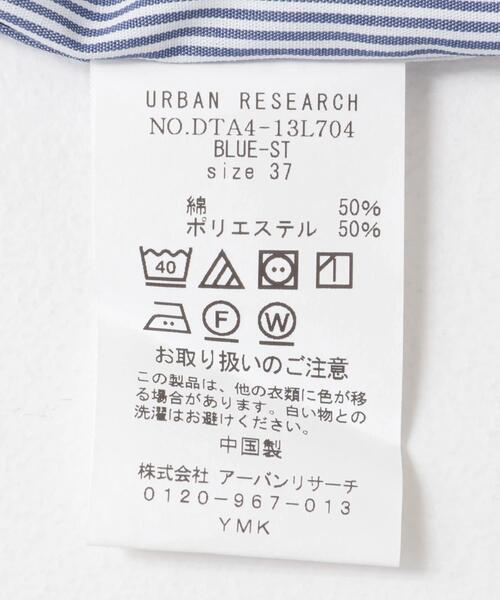 URBAN RESEARCH
NO.DTA4-13L704
BLUE-ST
size 37
綿 50%
ポリエステル 50%
40
F W
お取り扱いのご注意
この製品は、他の衣類に色が移
る場合があります。白い物との
洗濯はお避けください。
中国製
株式会社 アーバンリサーチ
0120-967-013
YMK